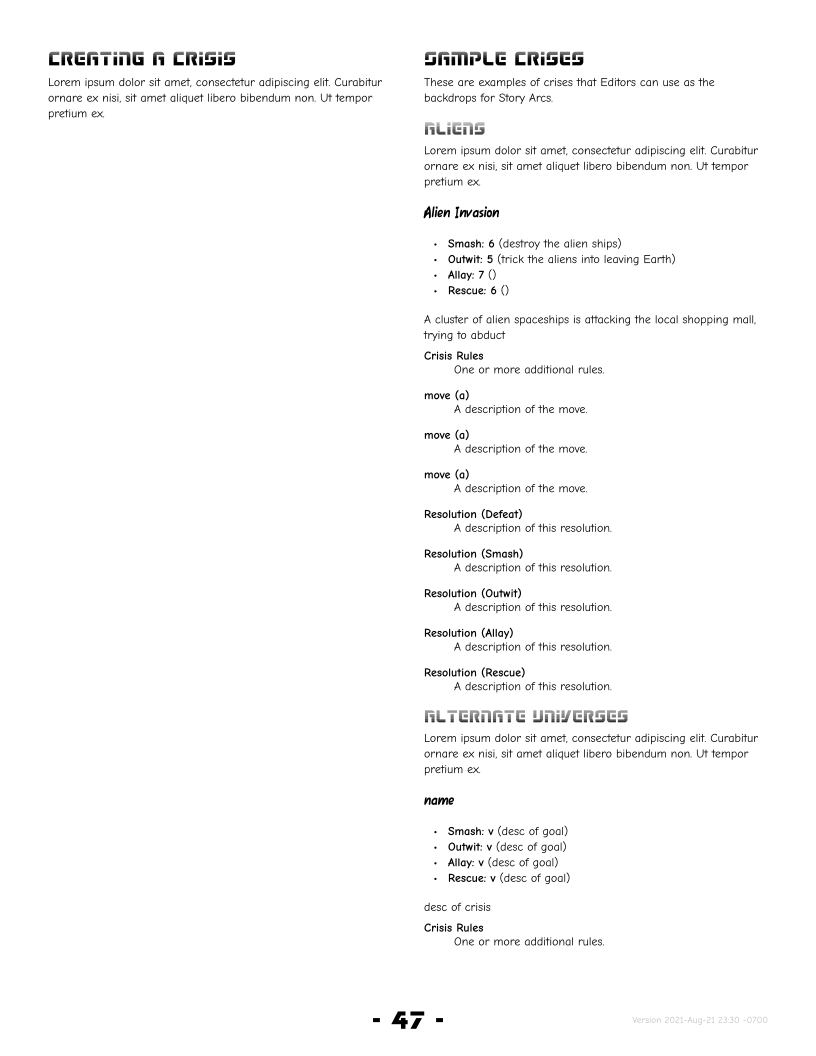 CREATING A CRISIS
Lorem ipsum dolor sit amet, consectetur adipiscing elit. Curabitur
ornare ex nisi, sit amet aliquet libero bibendum non. Ut tempor
pretium ex.
SAMPLE CRISES
These are examples of crises that Editors can use as the
backdrops for Story Arcs.
ALIENS
Lorem ipsum dolor sit amet, consectetur adipiscing elit. Curabitur
ornare ex nisi, sit amet aliquet libero bibendum non. Ut tempor
pretium ex.
Alien Invasion
• Smash: 6 (destroy the alien ships)
• Outwit: 5 (trick the aliens into leaving Earth)
• Allay: 7 ()
• Rescue: 6 ()
A cluster of alien spaceships is attacking the local shopping mall,
trying to abduct
Crisis Rules
One or more additional rules.
move (a)
A description of the move.
move (a)
A description of the move.
move (a)
A description of the move.
Resolution (Defeat)
A description of this resolution.
Resolution (Smash)
A description of this resolution.
Resolution (Outwit)
A description of this resolution.
Resolution (Allay)
A description of this resolution.
Resolution (Rescue)
A description of this resolution.
ALTERNATE UNIVERSES
Lorem ipsum dolor sit amet, consectetur adipiscing elit. Curabitur
ornare ex nisi, sit amet aliquet libero bibendum non. Ut tempor
pretium ex.
name
• Smash: v (desc of goal)
• Outwit: v (desc of goal)
• Allay: v (desc of goal)
• Rescue: v (desc of goal)
desc of crisis
Crisis Rules
One or more additional rules.
- 47 -
Version 2021-Aug-21 23:30 -0700